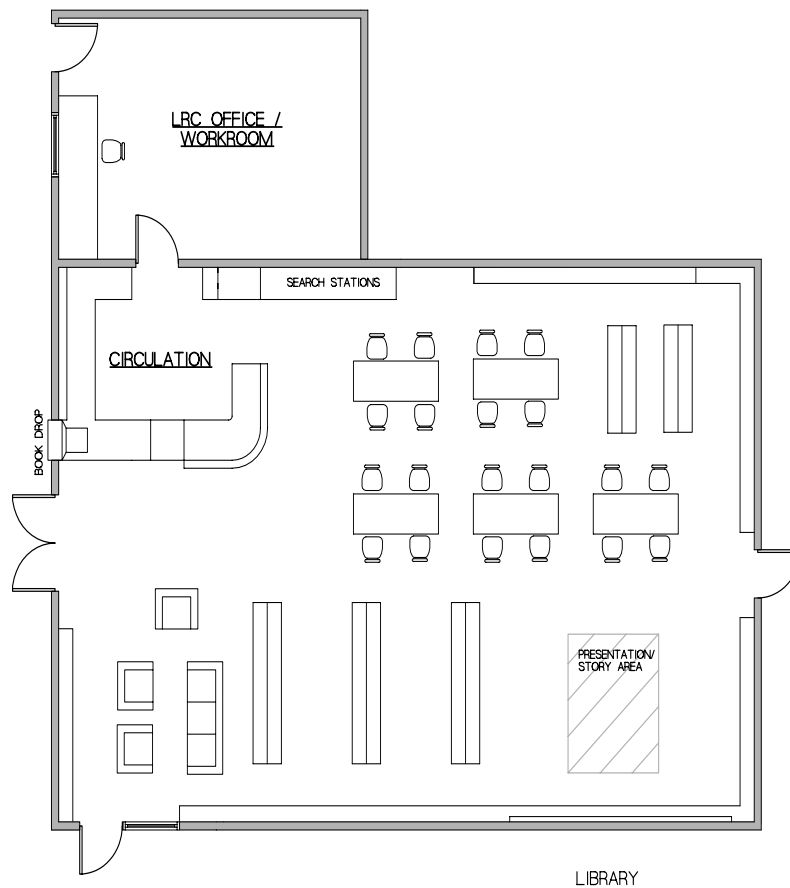 LRC OFFICE /
WORKROOM
SEARCH STATIONS
CIRCULATION
BOOK DROP
PRESENTATION/
STORY AREA
LIBRARY